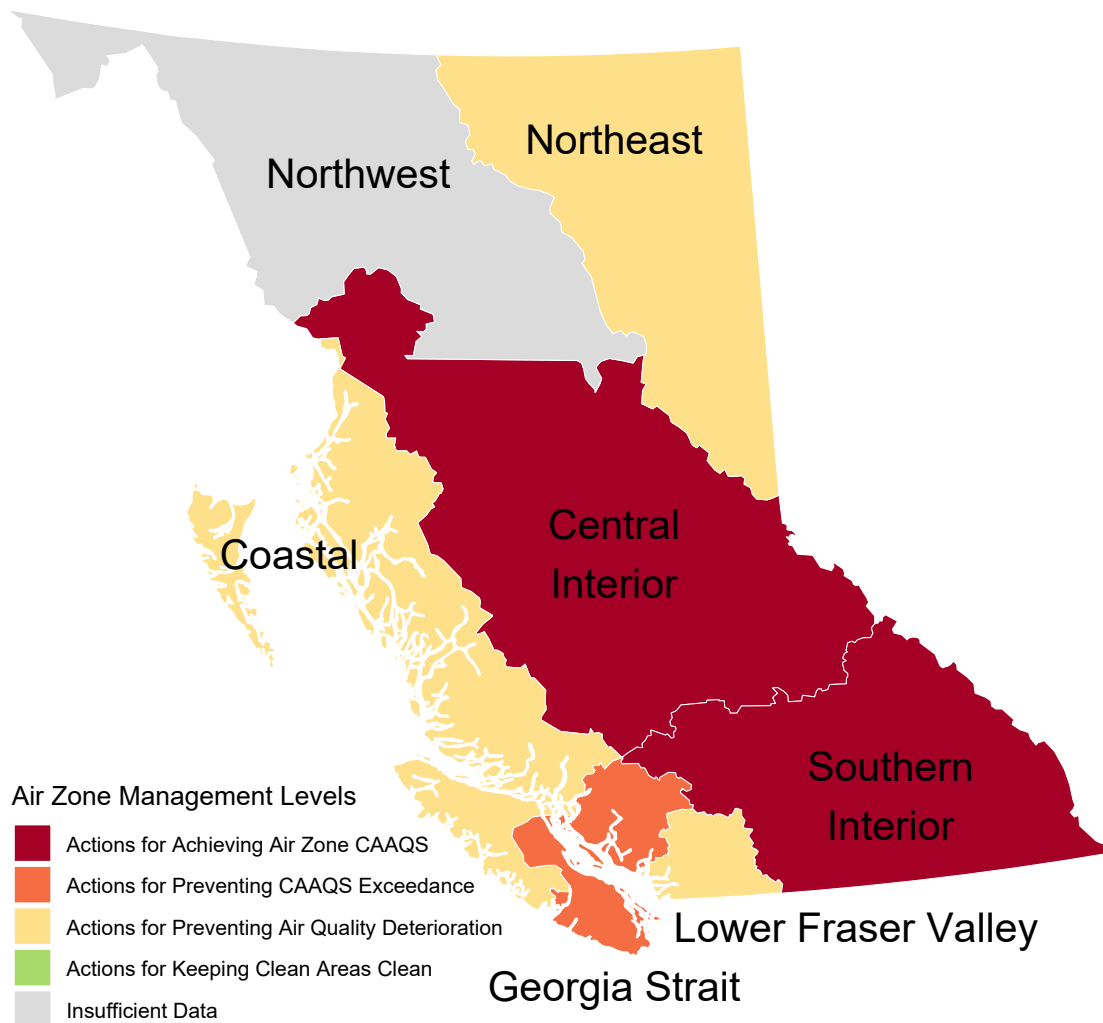 Northeast
Northwest
Central
Interior
Coastal
Southern
Interior
Air Zone Management Levels
Actions for Achieving Air Zone CAAQS
Actions for Preventing CAAQS Exceedance
Actions for Preventing Air Quality Deterioration
Actions for Keeping Clean Areas Clean
Insufficient Data
Lower Fraser Valley
Georgia Strait